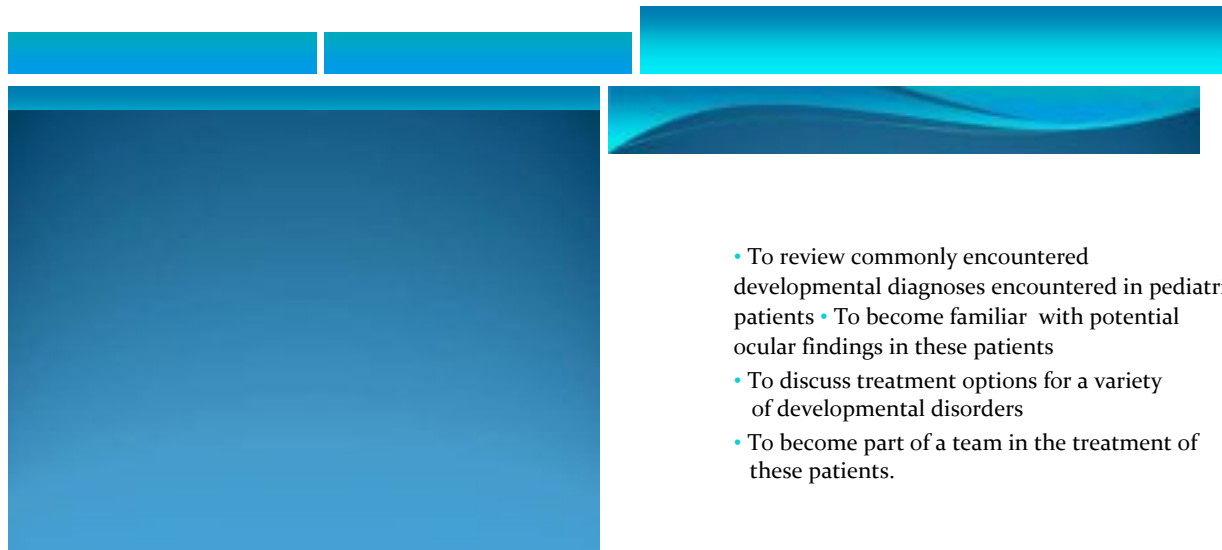 • To review commonly encountered
developmental diagnoses encountered in pediatri
patients • To become familiar with potential
ocular findings in these patients
• To discuss treatment options for a variety
of developmental disorders
• To become part of a team in the treatment of
these patients.